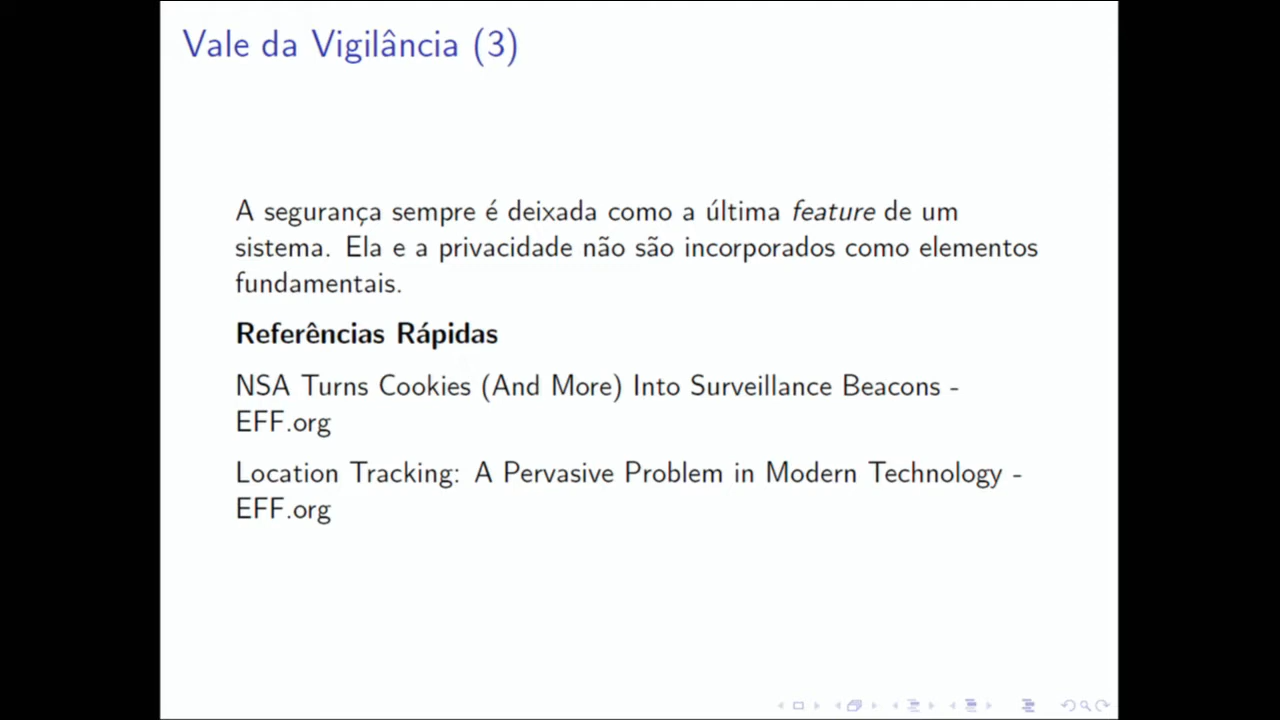 Vale da Vigilância (3)
A segurança sempre é deixada como a última feature de um
sistema. Ela e a privacidade não são incorporados como elementos
fundamentais.
Referências Rápidas
NSA Turns Cookies (And More) Into Surveillance Beacons -
EFF.org
Location Tracking: A Pervasive Problem in Modern Technology -
EFF.org